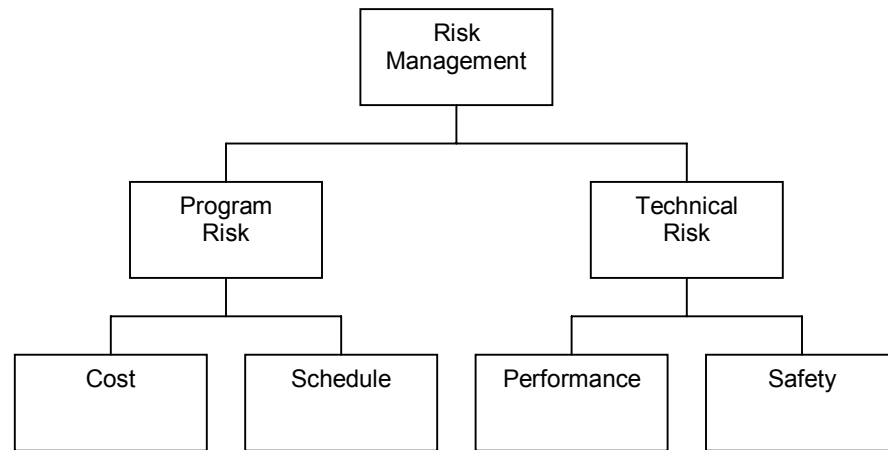 Risk
Management
Program
Risk
Technical
Risk
Cost
Schedule
Performance
Safety